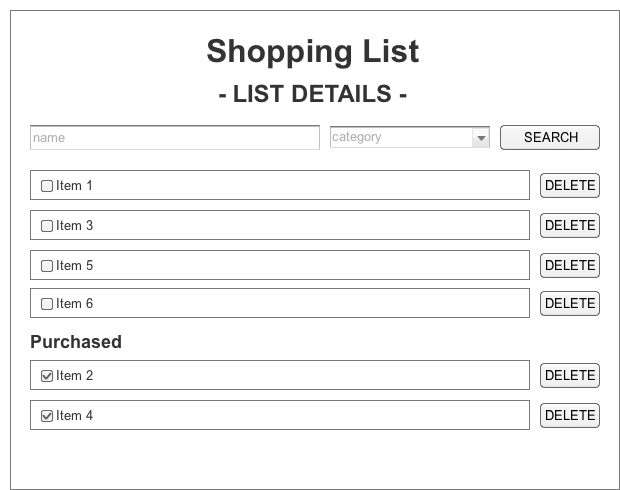 Shopping List
- LIST DETAILS -
name category SEARCH
Item 1 DELETE
Item 3 DELETE
Item 5 DELETE
Item 6 DELETE
Purchased
Item 2 DELETE
Item 4 DELETE